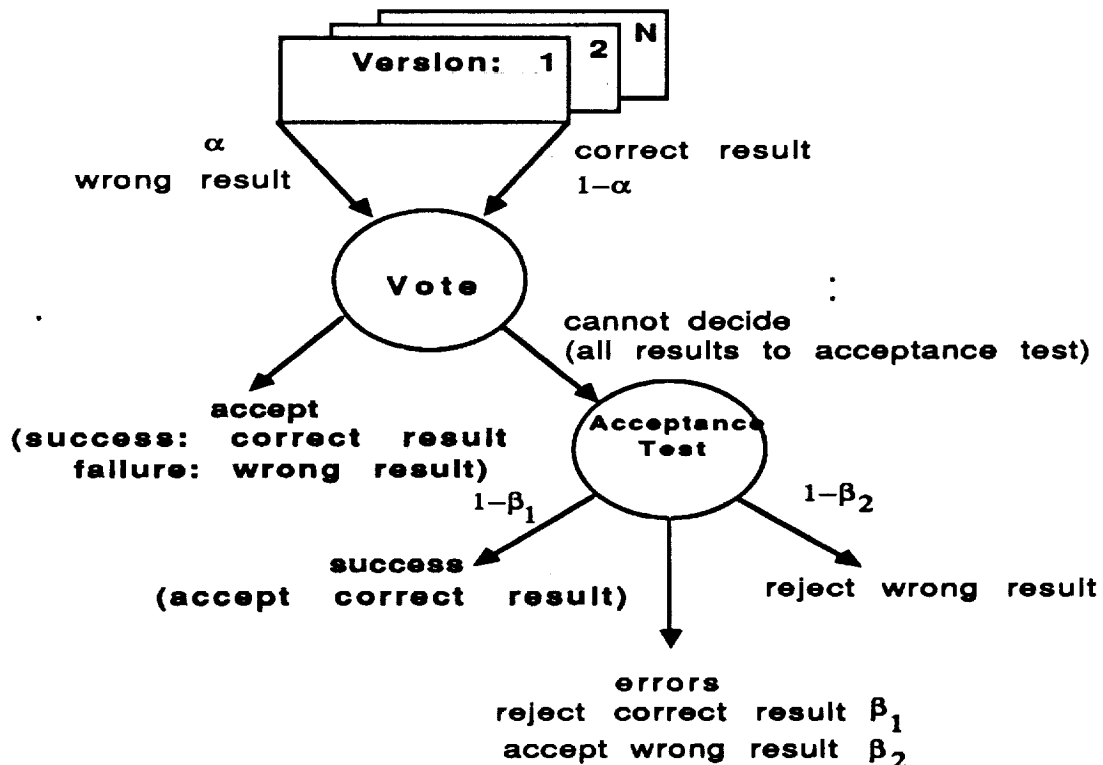 N
2
Version: 1
α
wrong result
correct result
1–α
Vote
cannot decide
(all results to acceptance test)
accept
(success: correct result
failure: wrong result)
Acceptance
Test
1–β1
1–β2
success
(accept correct result)
reject wrong result
errors
reject correct result β1
accept wrong result β2